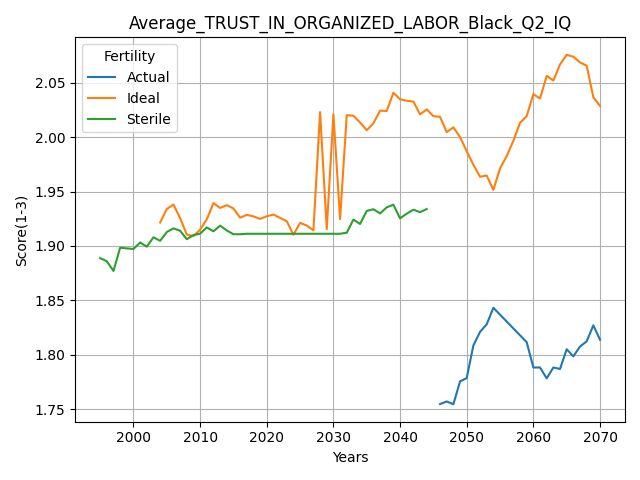 Average_TRUST_IN_ORGANIZED_LABOR_Black_Q2_IQ
Fertility
Actual
Ideal
Sterile
Score(1-3)
2.05
2.00
1.95
1.90
1.85
1.80
1.75
2000 2010 2020 2030 2040 2050 2060 2070
Years